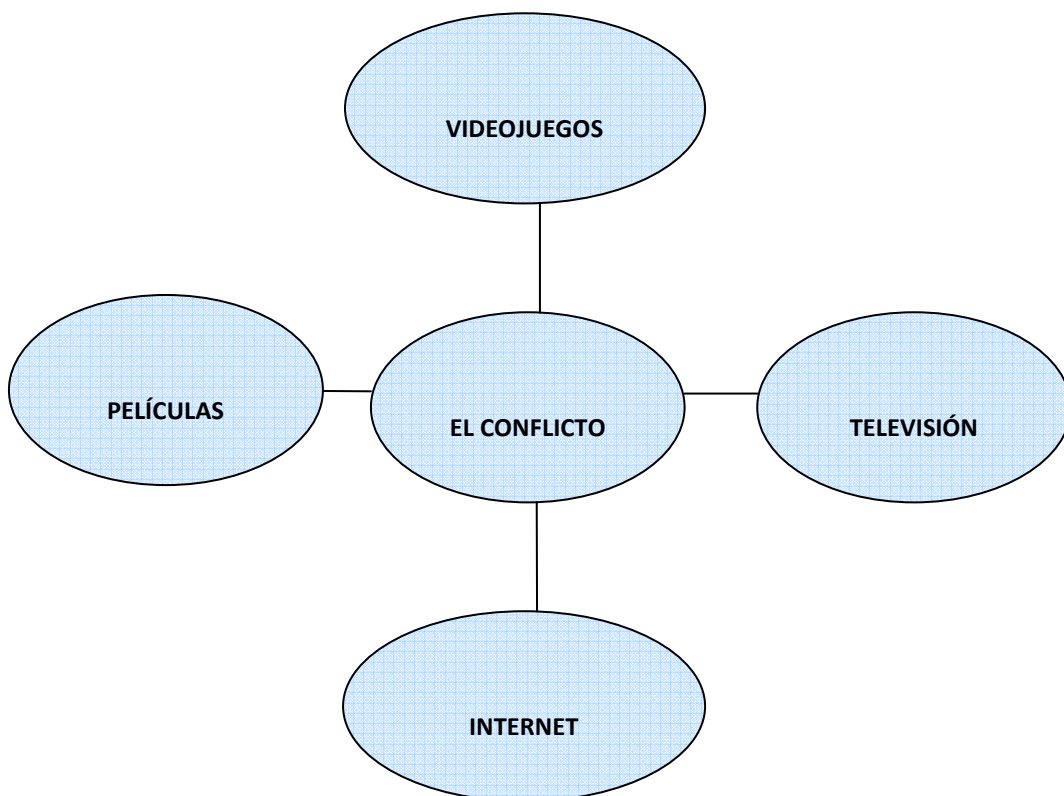 VIDEOJUEGOS
PELÍCULAS
EL CONFLICTO
TELEVISIÓN
INTERNET